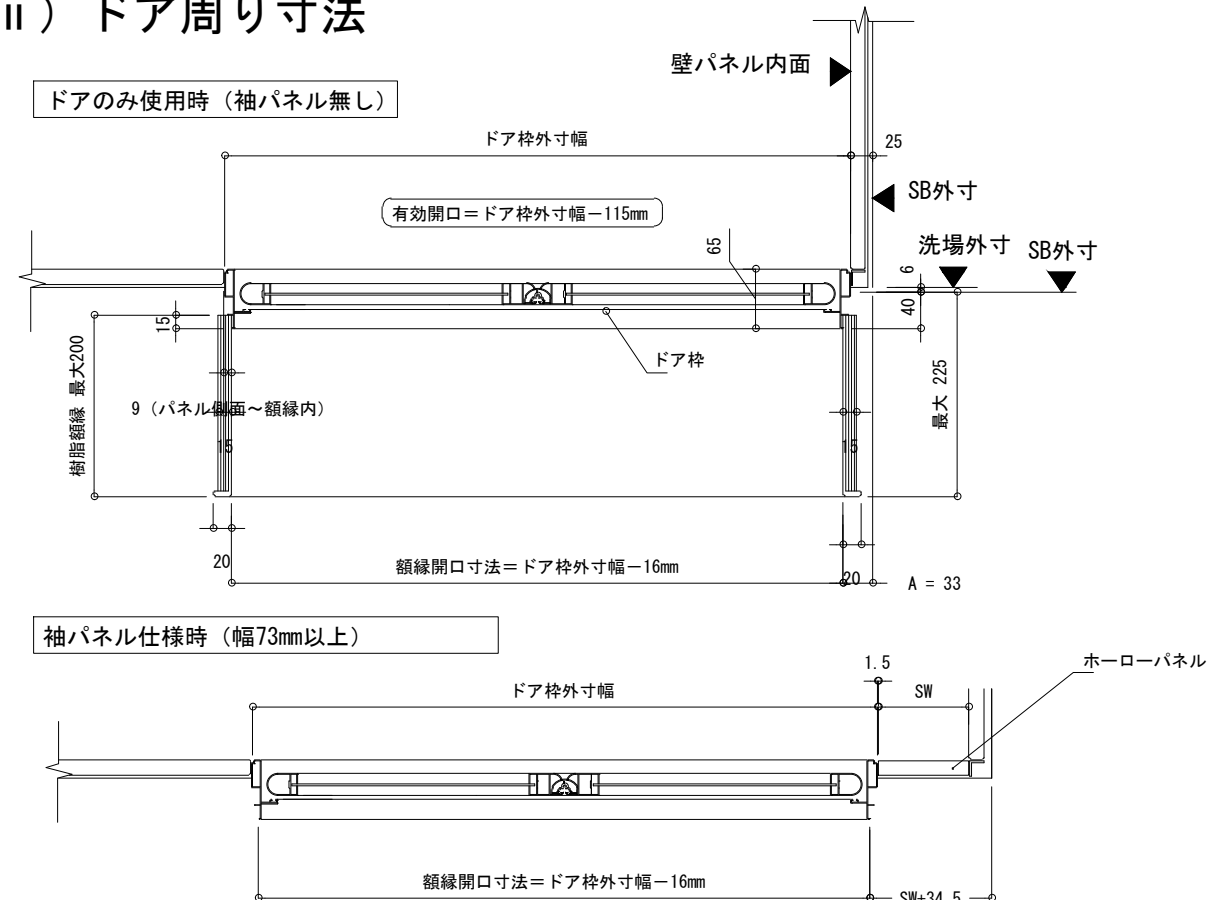 ⅱ）ドア周り寸法
壁パネル内面
ドアのみ使用時（袖パネル無し）
ドア枠外寸幅
25
SB外寸
有効開口＝ドア枠外寸幅－115mm
65
洗場外寸
SB外寸
6
40
15
ドア枠
樹脂額縁 最大200
最大 225
9（パネル側面～額縁内）
15
15
20
額縁開口寸法＝ドア枠外寸幅－16mm
20
A = 33
袖パネル仕様時（幅73mm以上）
1.5
ホーローパネル
ドア枠外寸幅
SW
額縁開口寸法＝ドア枠外寸幅－16mm
SW+34.5